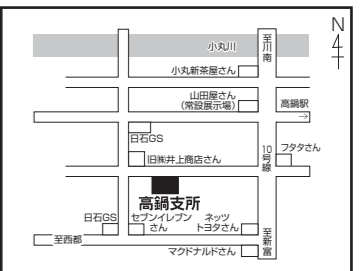 N
小丸川
至川南
小丸新茶屋さん
山田屋さん
(常設展示場)
高鍋駅
→
日石GS
旧㈱井上商店さん
10号線
フタタさん
高鍋支所
日石GS
セブンイレブン
さん
ネッツ
トヨタさん
至西都
至新富
マクドナルドさん